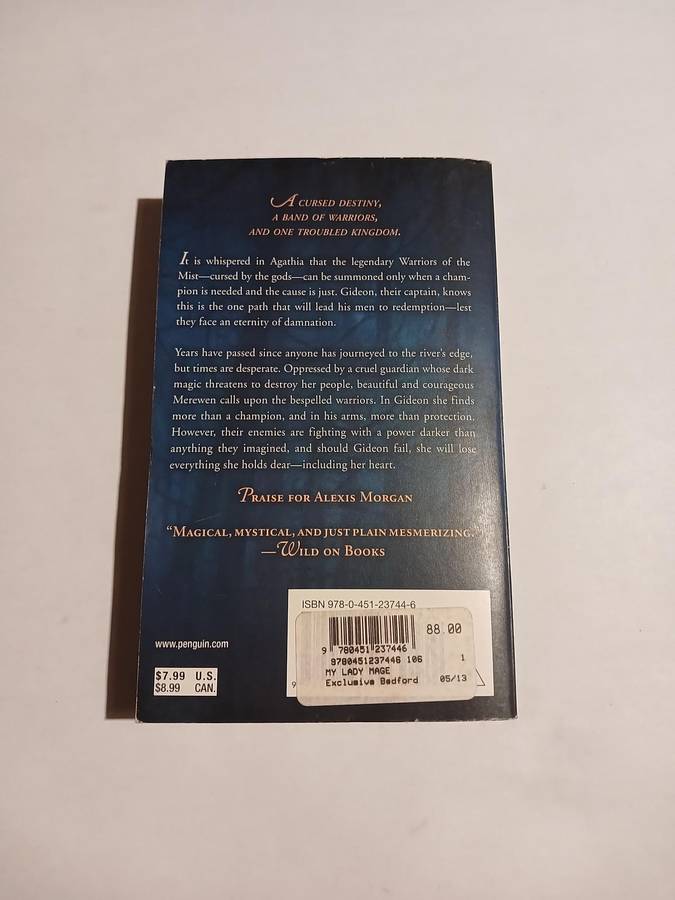 A CURSED DESTINY,
A BAND OF WARRIORS,
AND ONE TROUBLED KINGDOM.
It is whispered in Agathia that the legendary Warriors of the
Mist—cursed by the gods—can be summoned only when a cham-
pion is needed and the cause is just. Gideon, their captain, knows
this is the one path that will lead his men to redemption—lest
they face an eternity of damnation.
Years have passed since anyone has journeyed to the river's edge,
but times are desperate. Oppressed by a cruel guardian whose dark
magic threatens to destroy her people, beautiful and courageous
Merewen calls upon the bespelled warriors. In Gideon she finds
more than a champion, and in his arms, more than protection.
However, their enemies are fighting with a power darker than
anything they imagined, and should Gideon fail, she will lose
everything she holds dear—including her heart.
PRAISE FOR ALEXIS MORGAN
"MAGICAL, MYSTICAL, AND JUST PLAIN MESMERIZING."
—WILD ON BOOKS
ISBN 978-0-451-23744-6
88.00
9 780451 237446
9780451237446 106 1
MY LADY MAGE
Exclusive Bedford 05/13
9
www.penguin.com
$7.99 U.S.
$8.99 CAN.